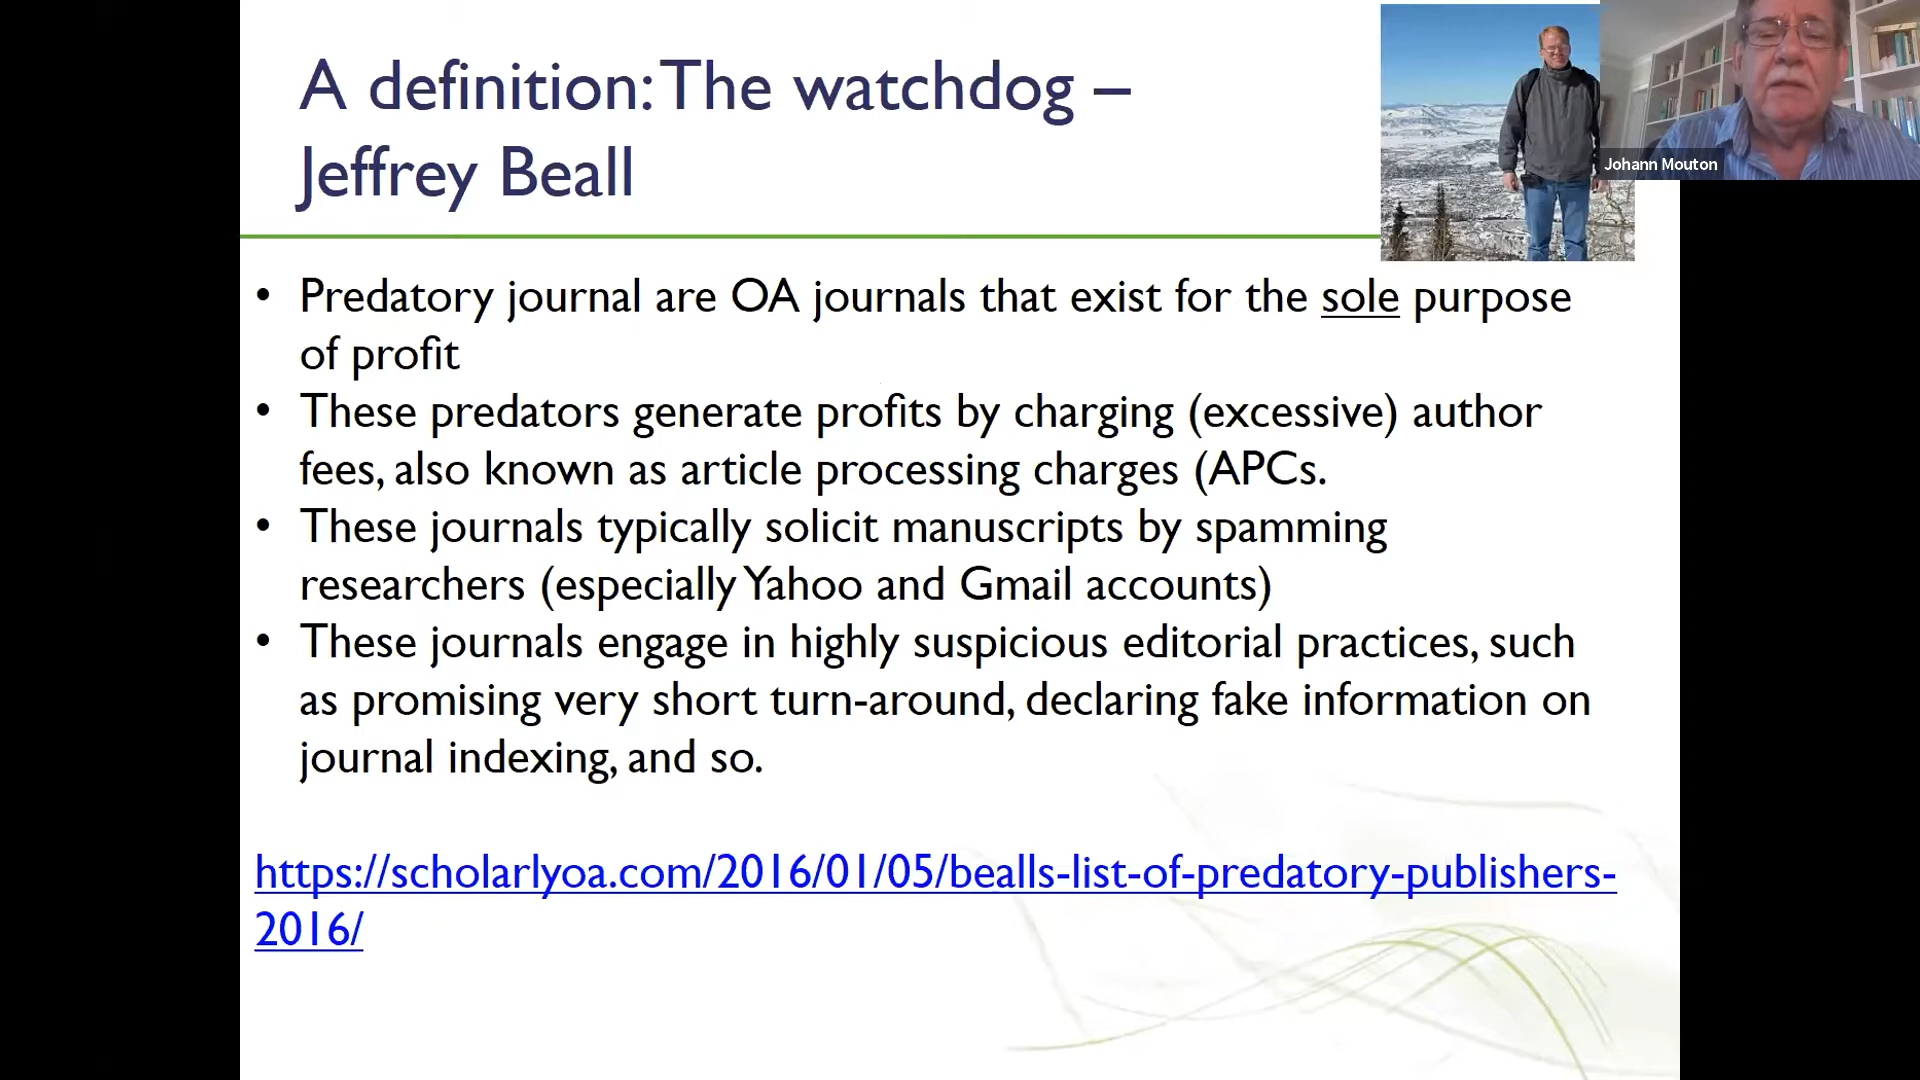 A definition: The watchdog –
Jeffrey Beall
Johann Mouton
• Predatory journal are OA journals that exist for the sole purpose
of profit
• These predators generate profits by charging (excessive) author
fees, also known as article processing charges (APCs.
• These journals typically solicit manuscripts by spamming
researchers (especially Yahoo and Gmail accounts)
• These journals engage in highly suspicious editorial practices, such
as promising very short turn-around, declaring fake information on
journal indexing, and so.
https://scholarlyoa.com/2016/01/05/bealls-list-of-predatory-publishers-
2016/